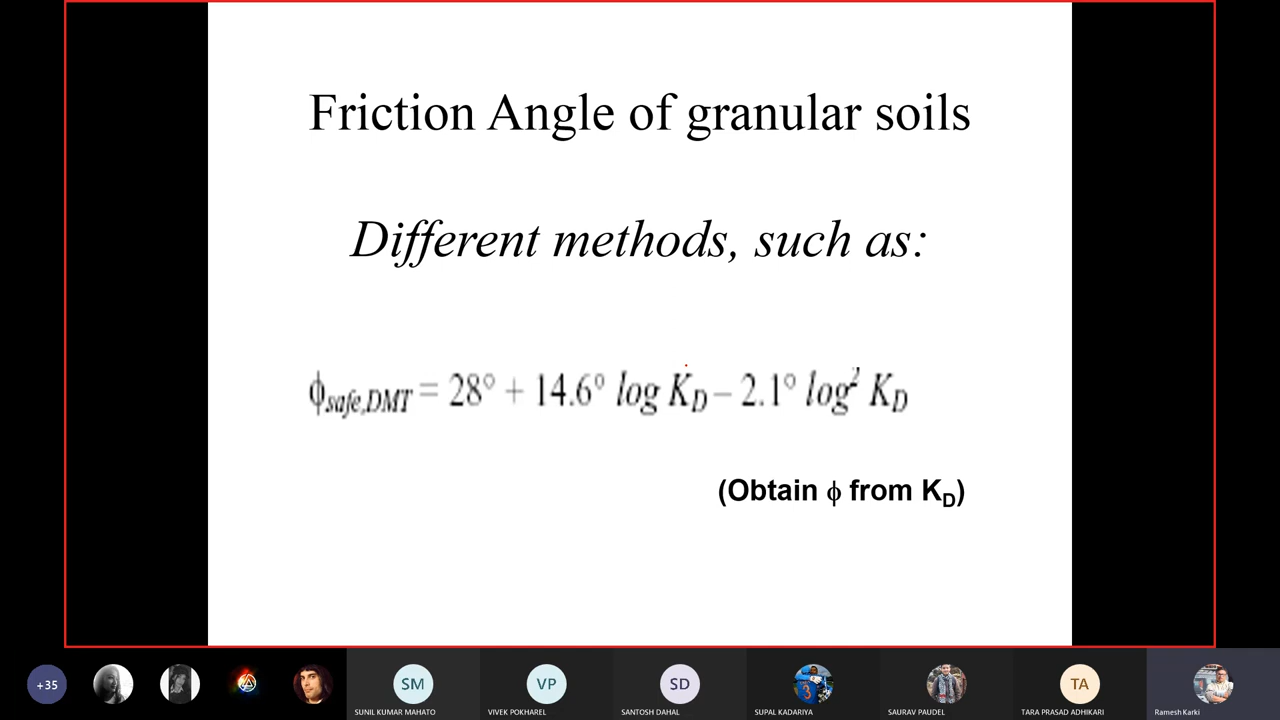 Friction Angle of granular soils
Different methods, such as:
ϕsafe,DMT = 28° + 14.6° log KD – 2.1° log² KD
(Obtain ϕ from KD)
+35
SM
SUNIL KUMAR MAHATO
VP
VIVEK POKHAREL
SD
SANTOSH DAHAL
3
SUPAL KADARIYA
SAURAV PAUDEL
TA
TARA PRASAD ADHIKARI
Ramesh Karki